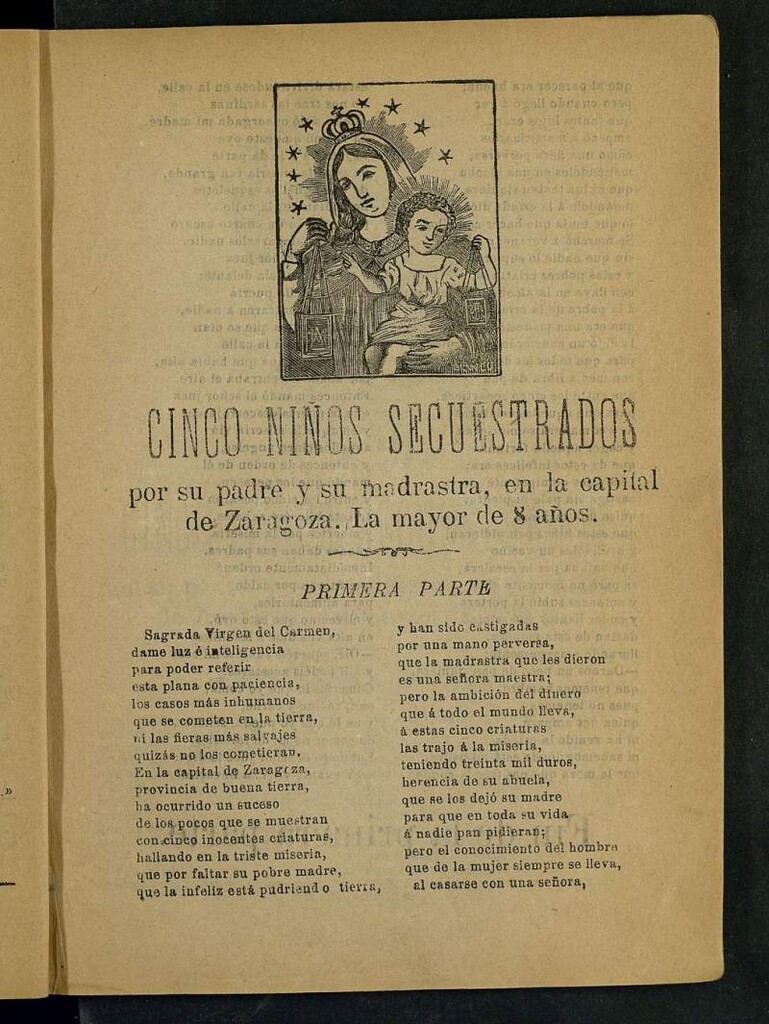 CINCO NIÑOS SECUESTRADOS
por su padre y su madrastra, en la capital
de Zaragoza. La mayor de 8 años.
PRIMERA PARTE
Sagrada Virgen del Carmen,
dame luz é inteligencia
para poder referir
esta plana con paciencia,
los casos más inhumanos
que se cometen en la tierra,
ni las fieras más salvajes
quizás no los cometieran.
En la capital de Zaragoza,
provincia de buena tierra,
ha ocurrido un suceso
de los pocos que se muestran
con cinco inocentes criaturas,
hallando en la triste miseria,
que por faltar su pobre madre,
que la infeliz está pudriendo tierra,
y han sido castigadas
por una mano perversa,
que la madrastra que les dieron
es una señora maestra;
pero la ambición del dinero
que á todo el mundo lleva,
á estas cinco criaturas
las trajo á la miseria,
teniendo treinta mil duros,
herencia de su abuela,
que se los dejó su madre
para que en toda su vida
á nadie pan pidieran;
pero el conocimiento del hombre
que de la mujer siempre se lleva,
al casarse con una señora,